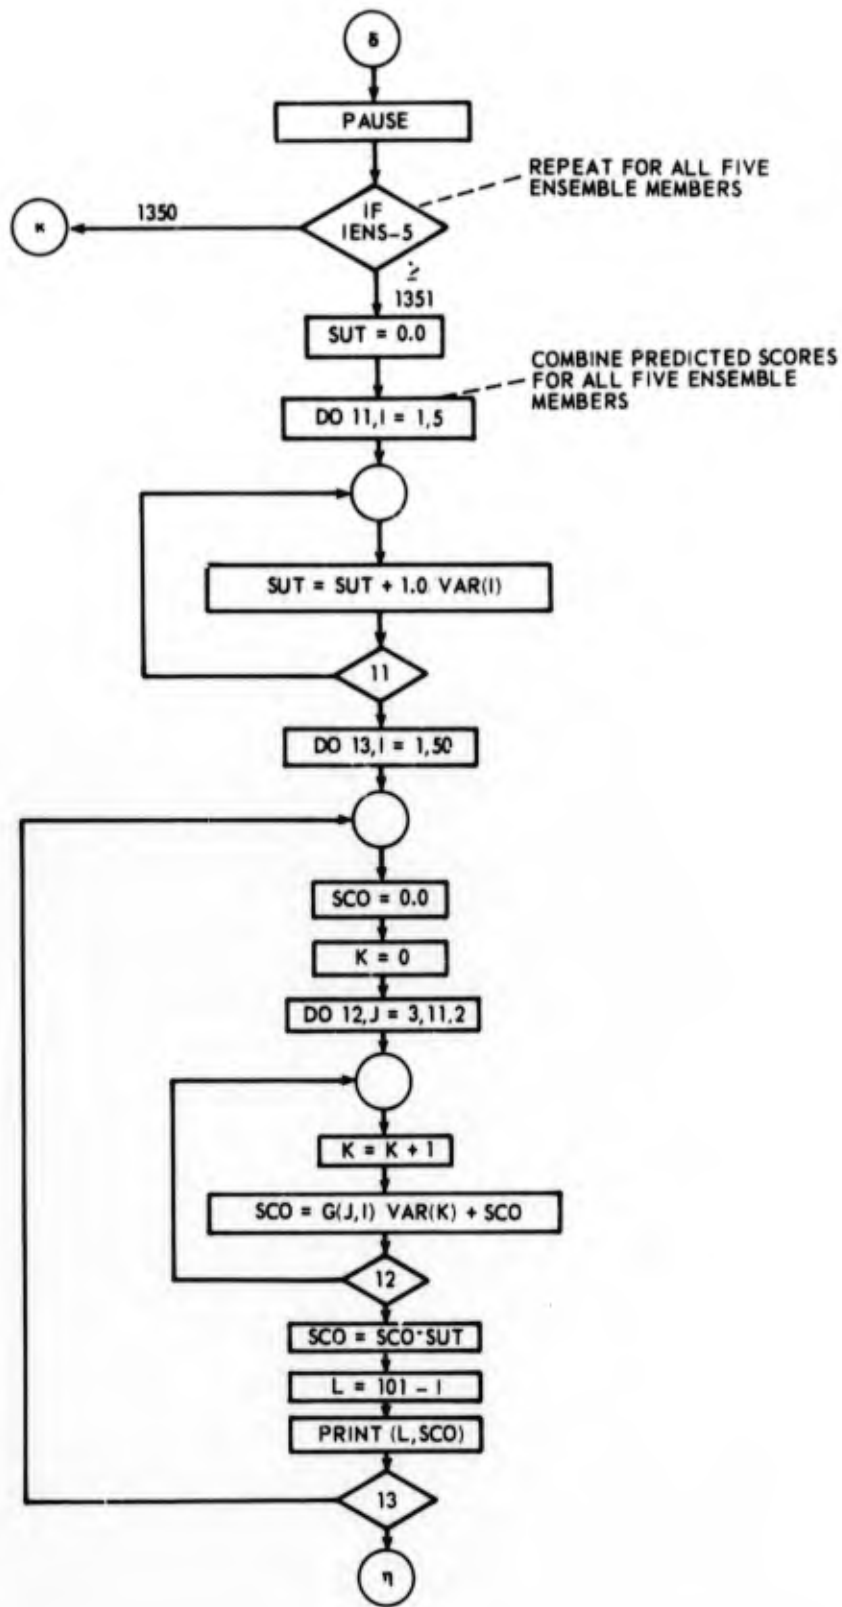 δ
PAUSE
REPEAT FOR ALL FIVE
ENSEMBLE MEMBERS
IF
IENS-5
1350
κ
≥
1351
SUT = 0.0
COMBINE PREDICTED SCORES
FOR ALL FIVE ENSEMBLE
MEMBERS
DO 11,I = 1,5
SUT = SUT + 1.0 VAR(I)
11
DO 13,I = 1,50
SCO = 0.0
K = 0
DO 12,J = 3,11,2
K = K + 1
SCO = G(J,I) VAR(K) + SCO
12
SCO = SCO·SUT
L = 101 - I
PRINT (L,SCO)
13
η